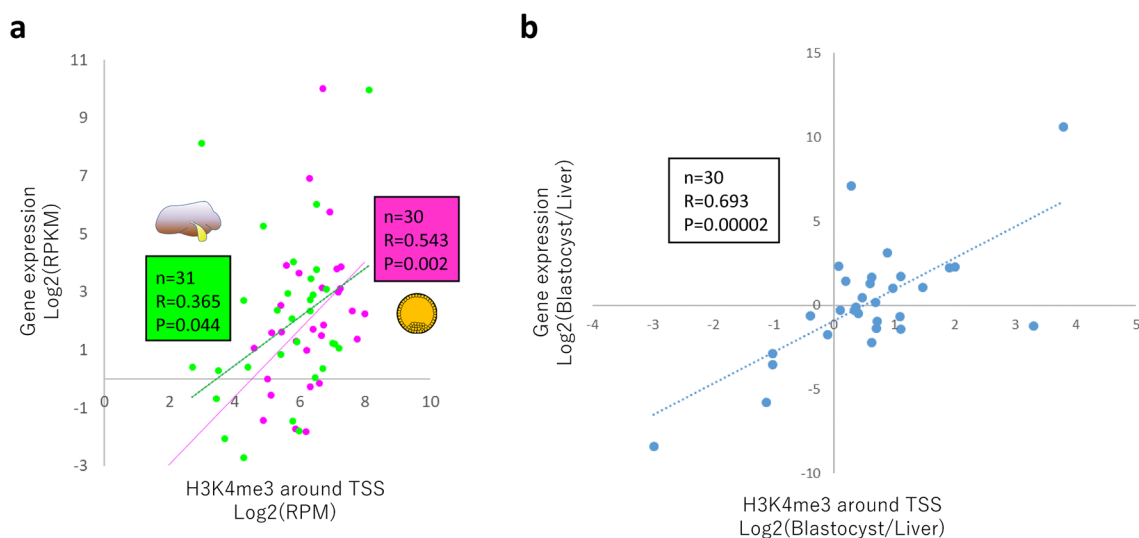 a
11
9
7
5
3
1
-1
-3
0
2
4
6
8
10
Gene expression
Log2(RPKM)
n=31
R=0.365
P=0.044
n=30
R=0.543
P=0.002
H3K4me3 around TSS
Log2(RPM)
b
15
10
5
0
-5
-10
-4
-3
-2
-1
0
1
2
3
4
5
Gene expression
Log2(Blastocyst/Liver)
n=30
R=0.693
P=0.00002
H3K4me3 around TSS
Log2(Blastocyst/Liver)